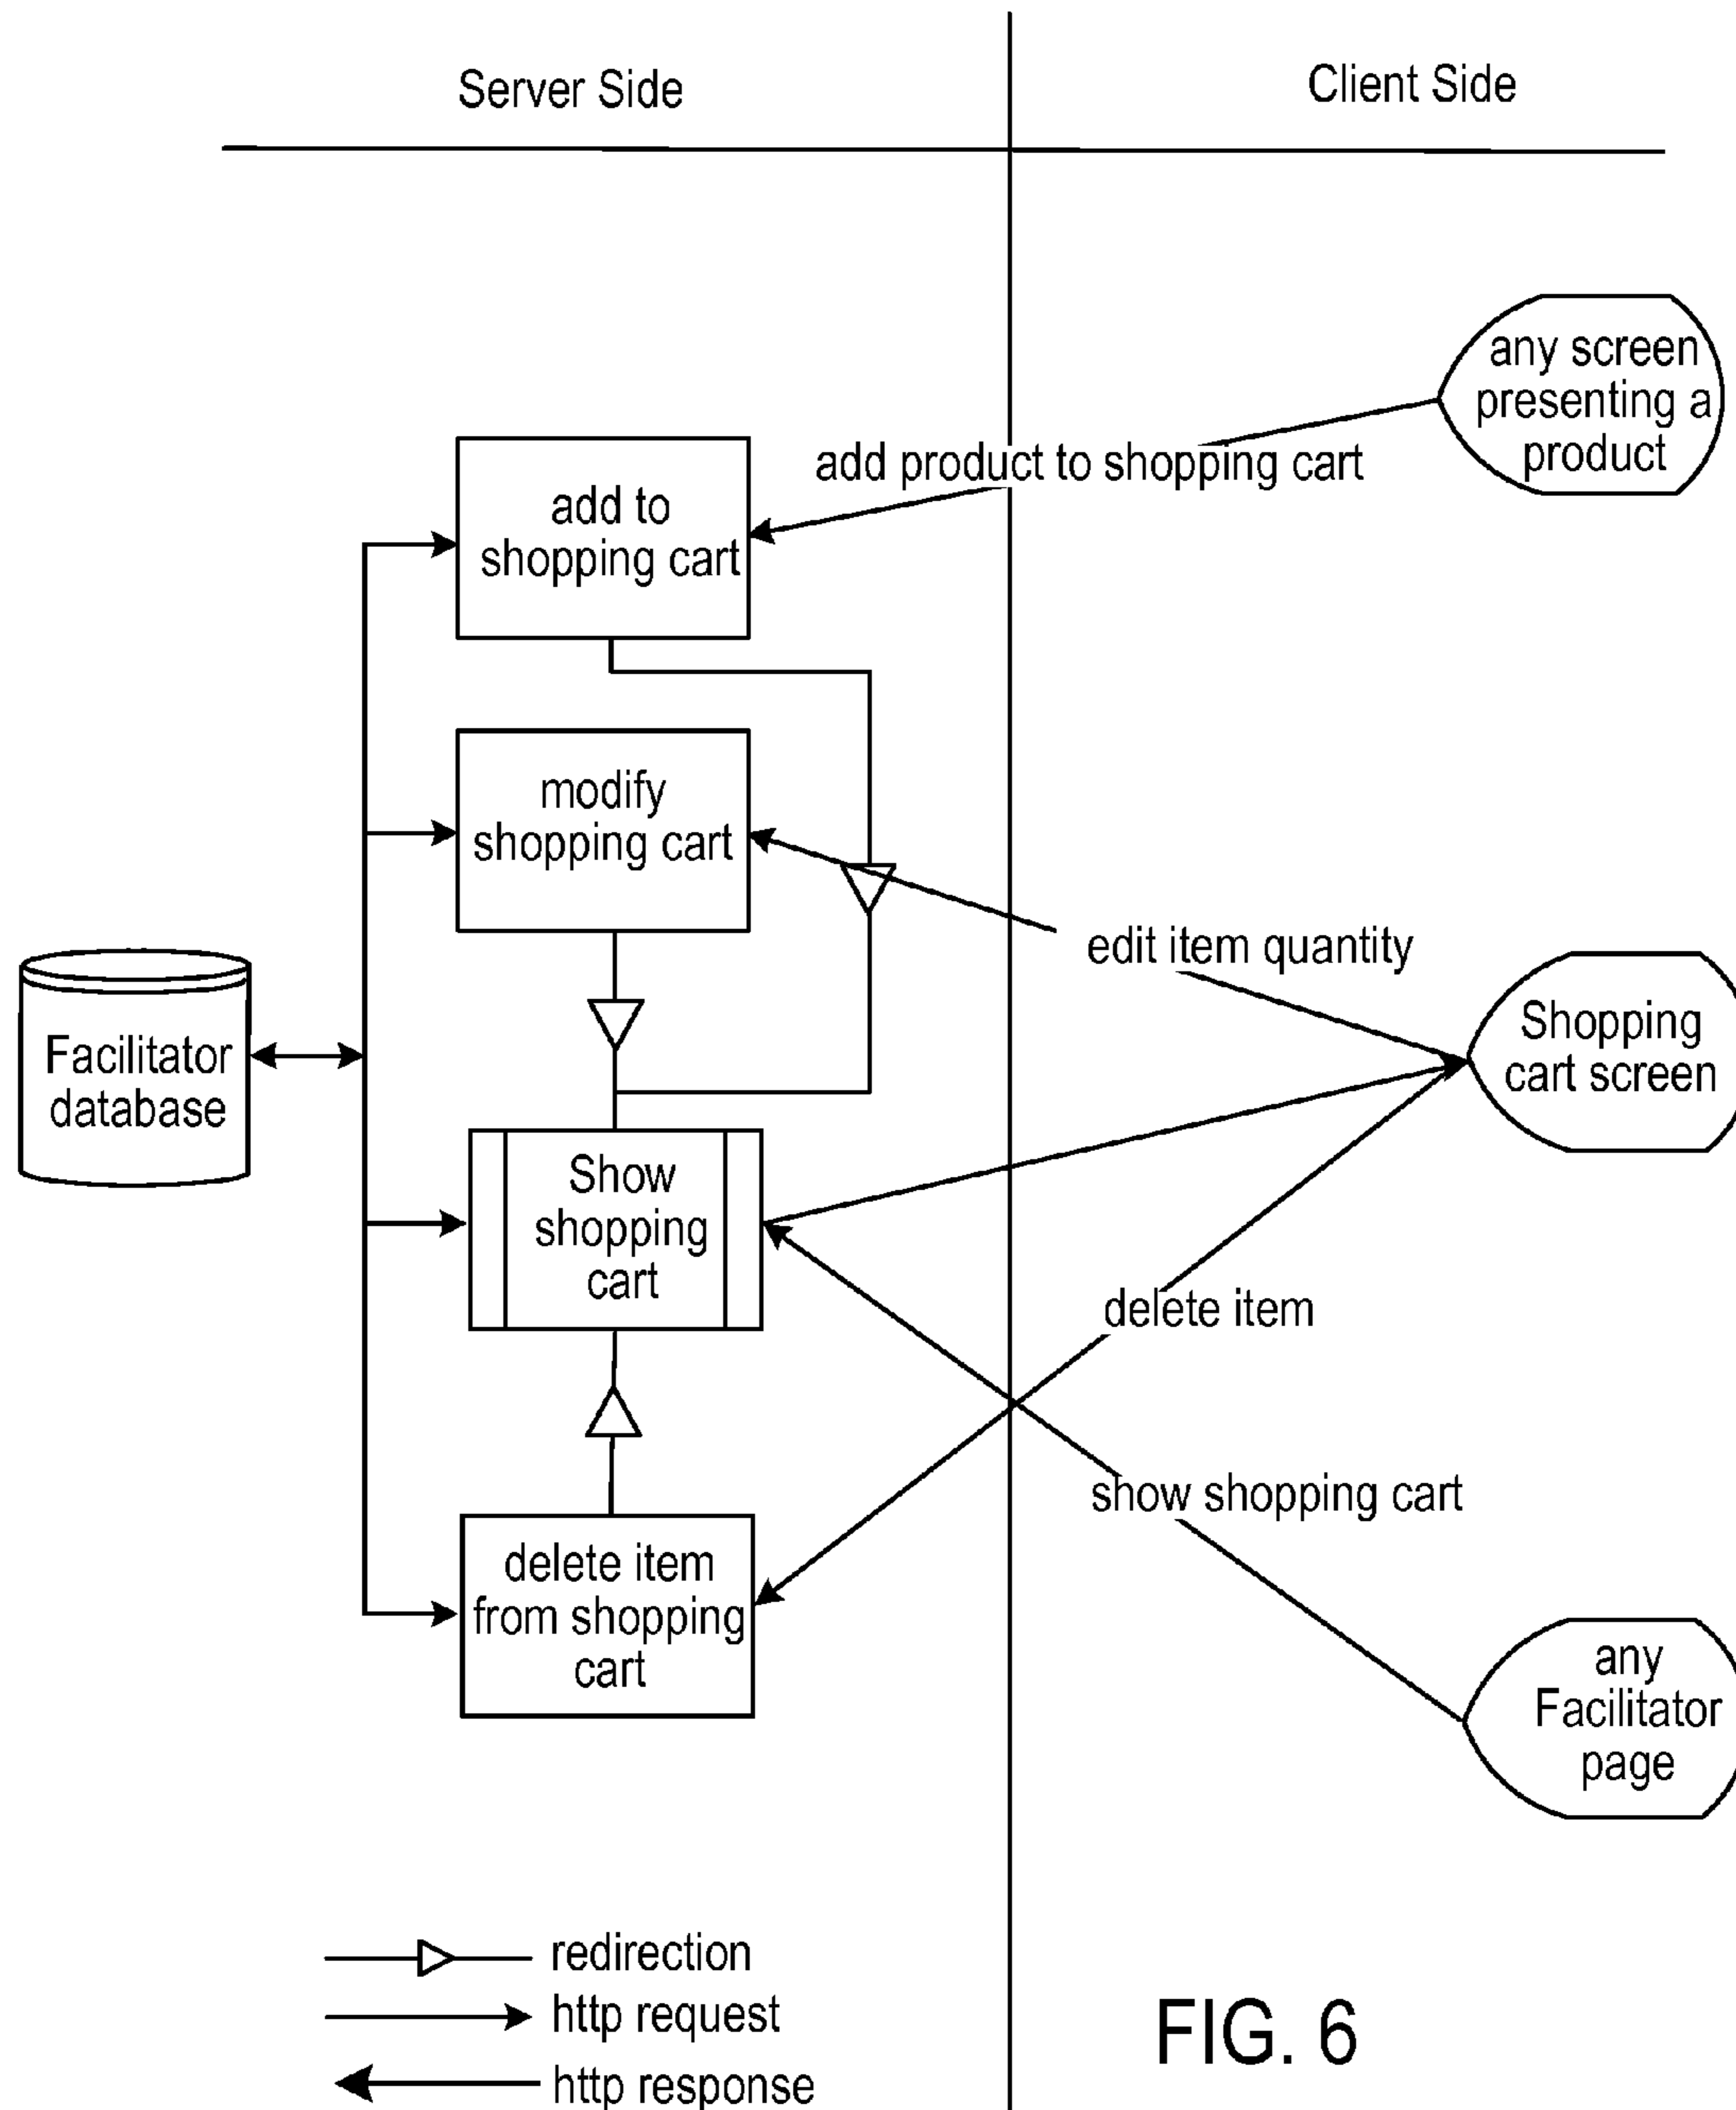 Server Side
Client Side
any screen
presenting a
product
add product to shopping cart
add to
shopping cart
modify
shopping cart
edit item quantity
Facilitator
database
Shopping
cart screen
Show
shopping
cart
delete item
show shopping cart
delete item
from shopping
cart
any
Facilitator
page
redirection
http request
http response
FIG. 6